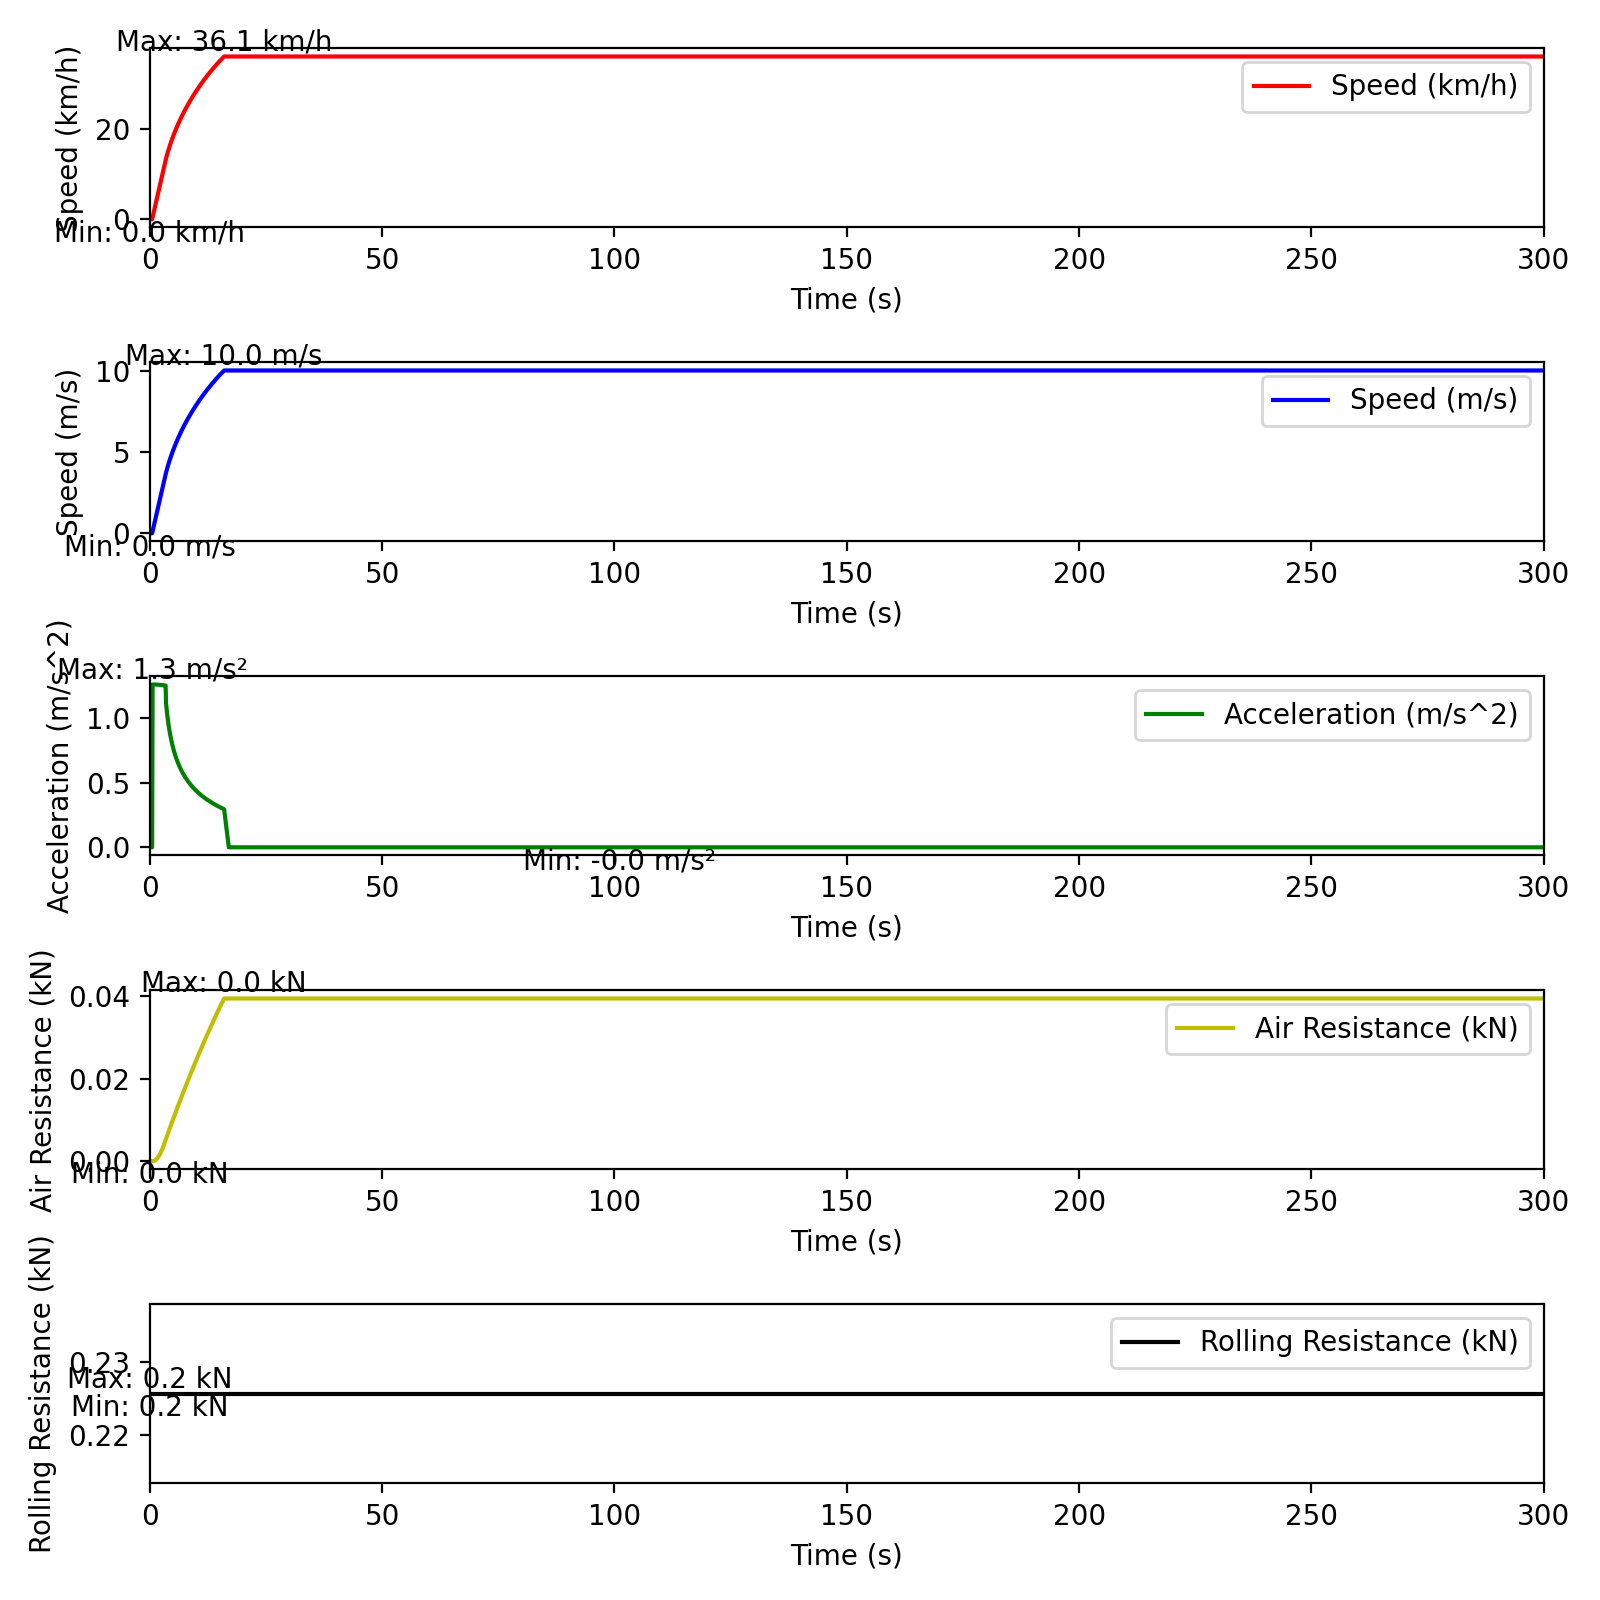 Max: 36.1 km/h
Speed (km/h)
20
0
Speed (km/h)
Min: 0.0 km/h
0 50 100 150 200 250 300
Time (s)
Max: 10.0 m/s
Speed (m/s)
10
5
0
Speed (m/s)
Min: 0.0 m/s
0 50 100 150 200 250 300
Time (s)
Max: 1.3 m/s²
Acceleration (m/s^2)
1.0
0.5
0.0
Acceleration (m/s^2)
Min: -0.0 m/s²
0 50 100 150 200 250 300
Time (s)
Max: 0.0 kN
Air Resistance (kN)
0.04
0.02
0.00
Air Resistance (kN)
Min: 0.0 kN
0 50 100 150 200 250 300
Time (s)
Rolling Resistance (kN)
Rolling Resistance (kN)
0.23
Max: 0.2 kN
Min: 0.2 kN
0.22
0 50 100 150 200 250 300
Time (s)